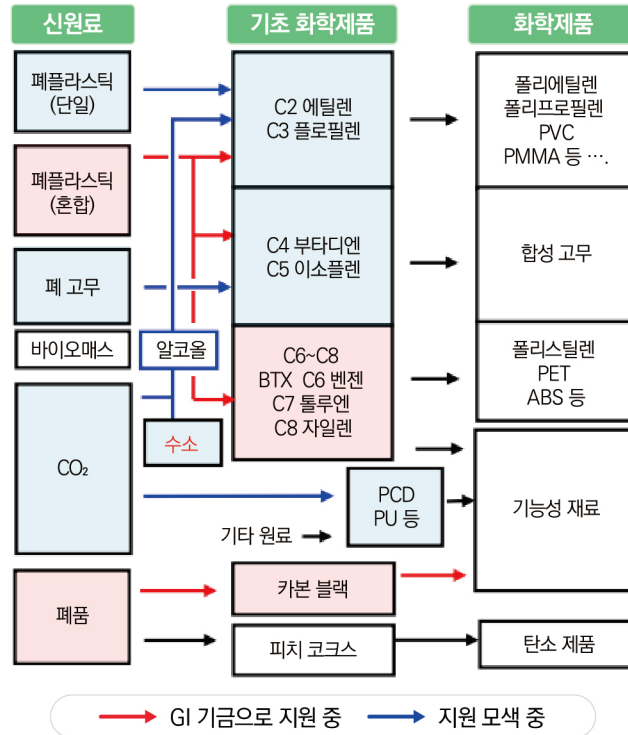 신원료
기초 화학제품
화학제품
폐플라스틱
(단일)
폐플라스틱
(혼합)
폐 고무
바이오매스
CO₂
폐품
알코올
수소
C2 에틸렌
C3 플로필렌
C4 부타디엔
C5 이소플렌
C6~C8
BTX C6 벤젠
C7 톨루엔
C8 자일렌
PCD
PU 등
기타 원료
카본 블랙
피치 코크스
폴리에틸렌
폴리프로필렌
PVC
PMMA 등 ….
합성 고무
폴리스틸렌
PET
ABS 등
기능성 재료
탄소 제품
GI 기금으로 지원 중
지원 모색 중